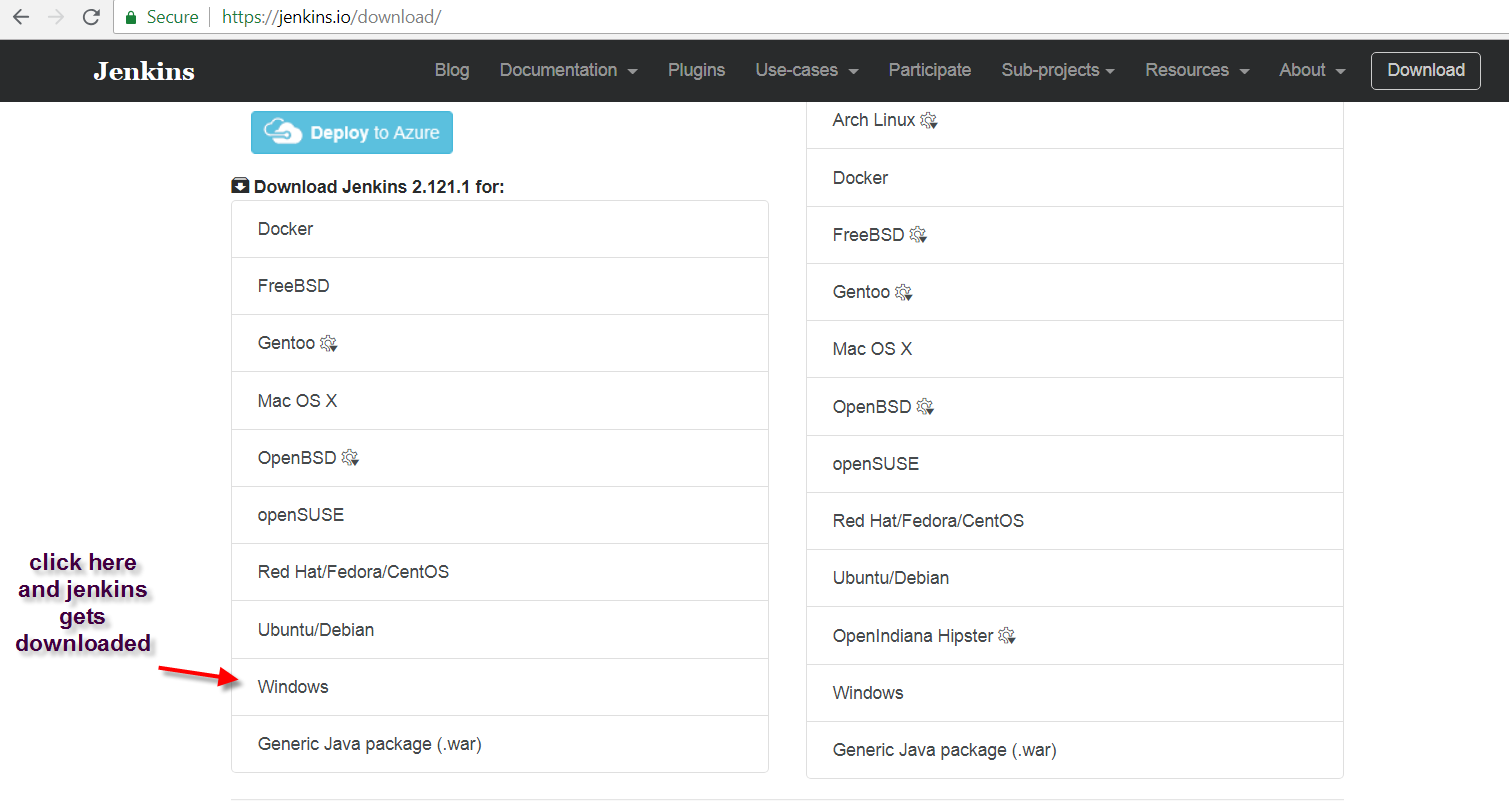 Secure https://jenkins.io/download/
Jenkins Blog Documentation Plugins Use-cases Participate Sub-projects Resources About Download
Deploy to Azure
Download Jenkins 2.121.1 for:
Docker
FreeBSD
Gentoo
Mac OS X
OpenBSD
openSUSE
Red Hat/Fedora/CentOS
Ubuntu/Debian
Windows
Generic Java package (.war)
click here
and jenkins
gets
downloaded
Arch Linux
Docker
FreeBSD
Gentoo
Mac OS X
OpenBSD
openSUSE
Red Hat/Fedora/CentOS
Ubuntu/Debian
OpenIndiana Hipster
Windows
Generic Java package (.war)